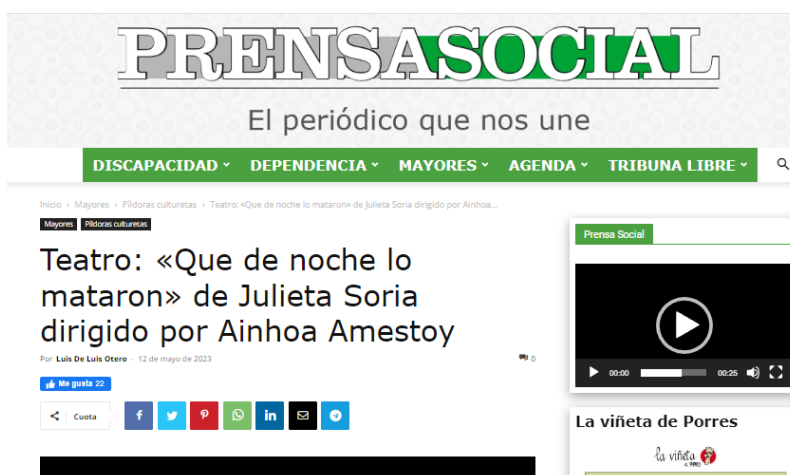 PRENSASOCIAL
El periódico que nos une
DISCAPACIDAD DEPENDENCIA MAYORES AGENDA TRIBUNA LIBRE
Inicio › Mayores › Píldoras culturetas › Teatro: «Que de noche lo mataron» de Julieta Soria dirigido por Ainhoa...
Mayores Píldoras culturetas
Teatro: «Que de noche lo
mataron» de Julieta Soria
dirigido por Ainhoa Amestoy
Por Luis De Luis Otero - 12 de mayo de 2023 0
Me gusta 22
Cuota
Prensa Social
00:00 00:25
La viñeta de Porres
la viñeta